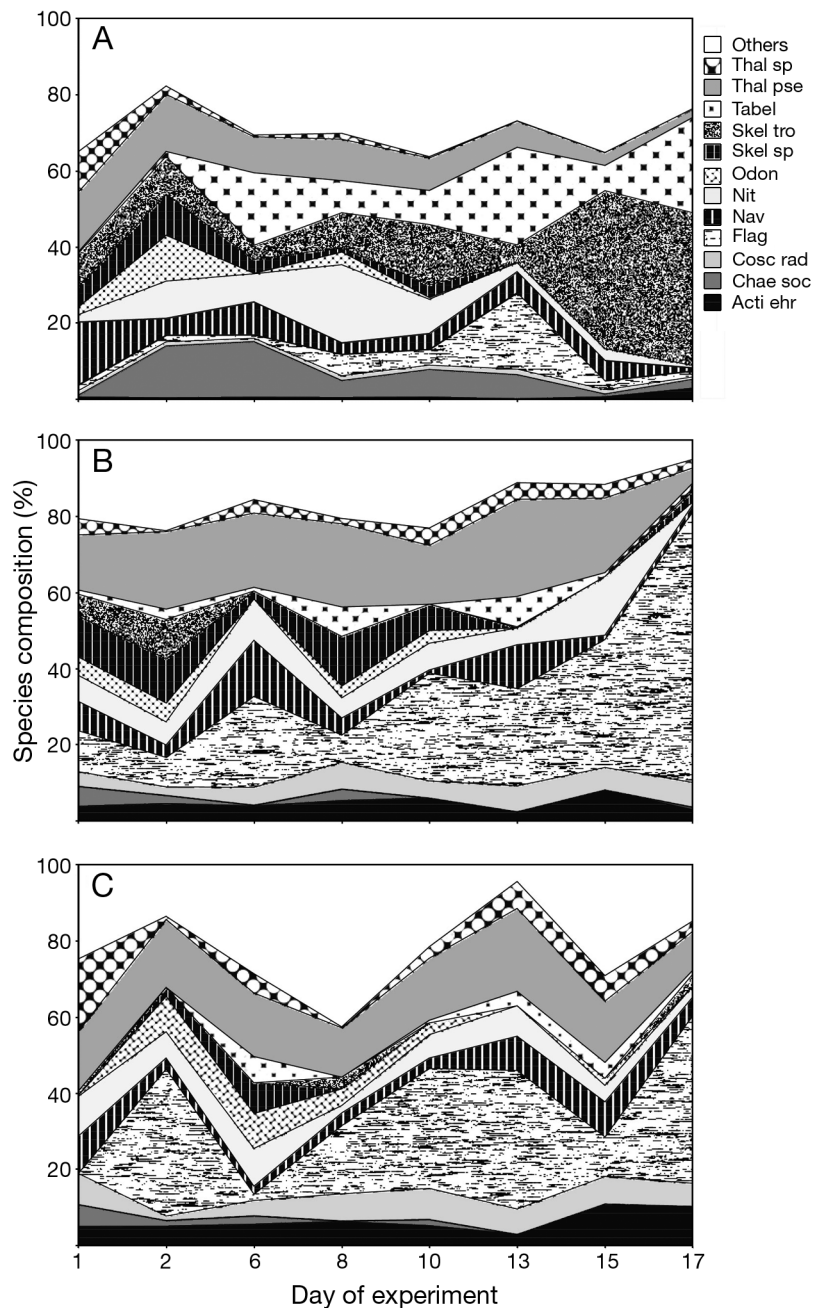 A
100
80
60
40
20
Others
Thal sp
Thal pse
Tabel
Skel tro
Skel sp
Odon
Nit
Nav
Flag
Cosc rad
Chae soc
Acti ehr
B
100
80
60
40
20
Species composition (%)
C
100
80
60
40
20
1 2 6 8 10 13 15 17
Day of experiment